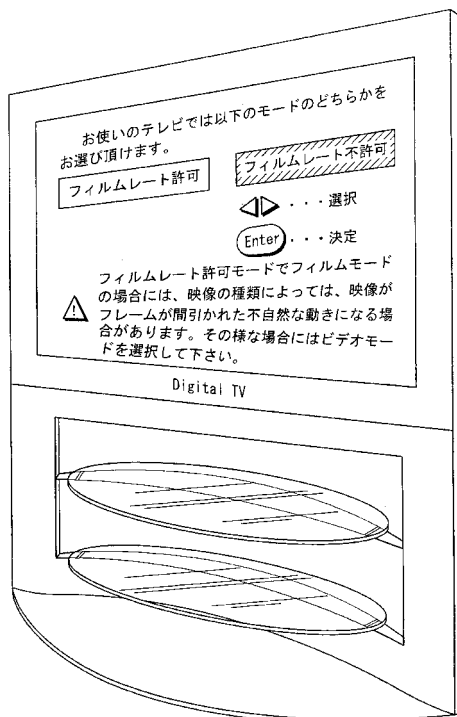 お使いのテレビでは以下のモードのどちらかを
お選び頂けます。
フィルムレート許可 フィルムレート不許可
・・・選択
Enter・・・決定
フィルムレート許可モードでフィルムモード
の場合には、映像の種類によっては、映像が
フレームが間引かれた不自然な動きになる場
合があります。その様な場合にはビデオモー
ドを選択して下さい。
Digital TV